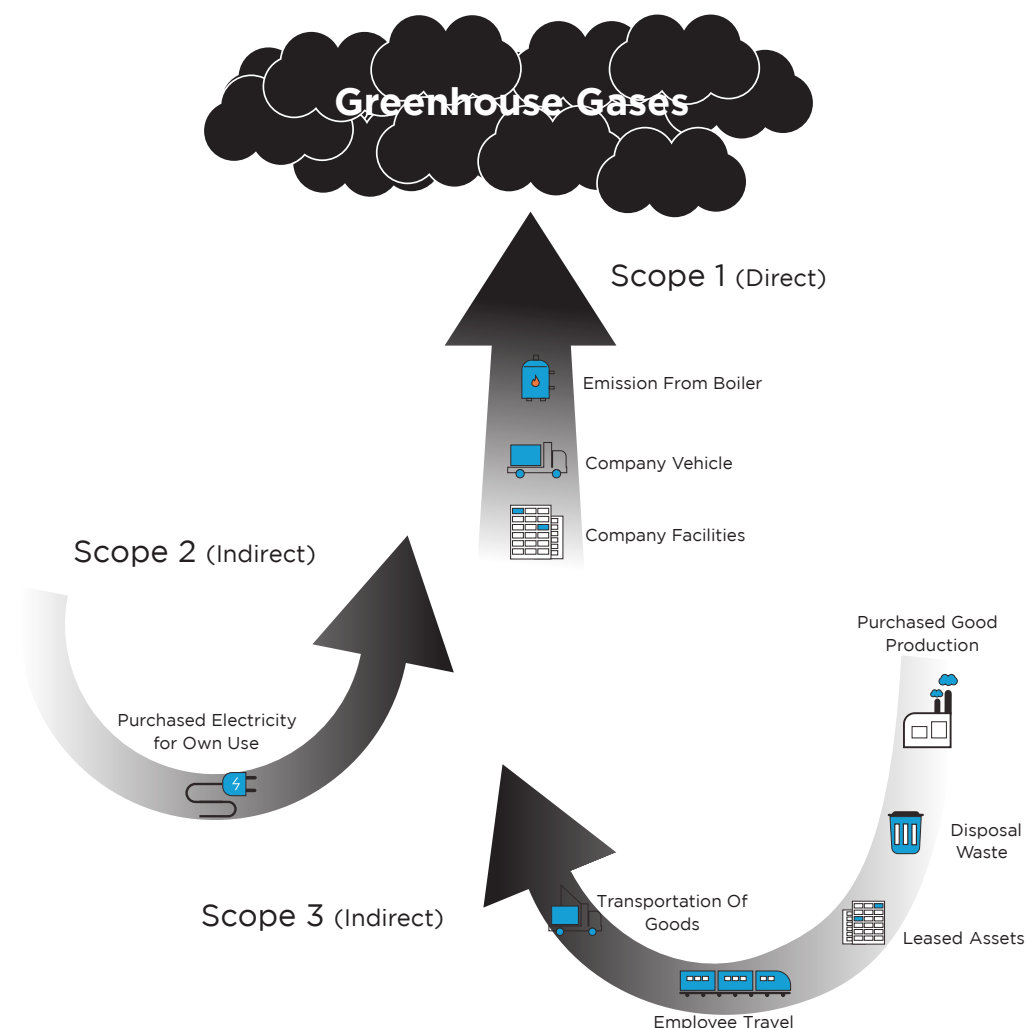 Greenhouse Gases
Scope 1 (Direct)
Emission From Boiler
Company Vehicle
Company Facilities
Scope 2 (Indirect)
Purchased Electricity
for Own Use
Purchased Good
Production
Disposal
Waste
Leased Assets
Transportation Of
Goods
Employee Travel
Scope 3 (Indirect)